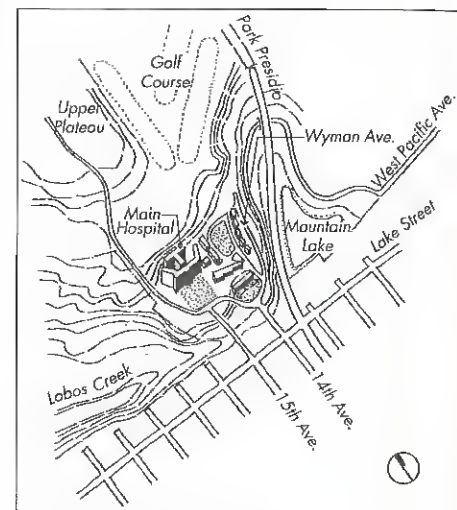 Golf
Course
Park Presidio
Upper
Plateau
Wyman Ave.
West Pacific Ave.
Main
Hospital
Mountain
Lake
Lake Street
Lobos Creek
14th Ave.
15th Ave.